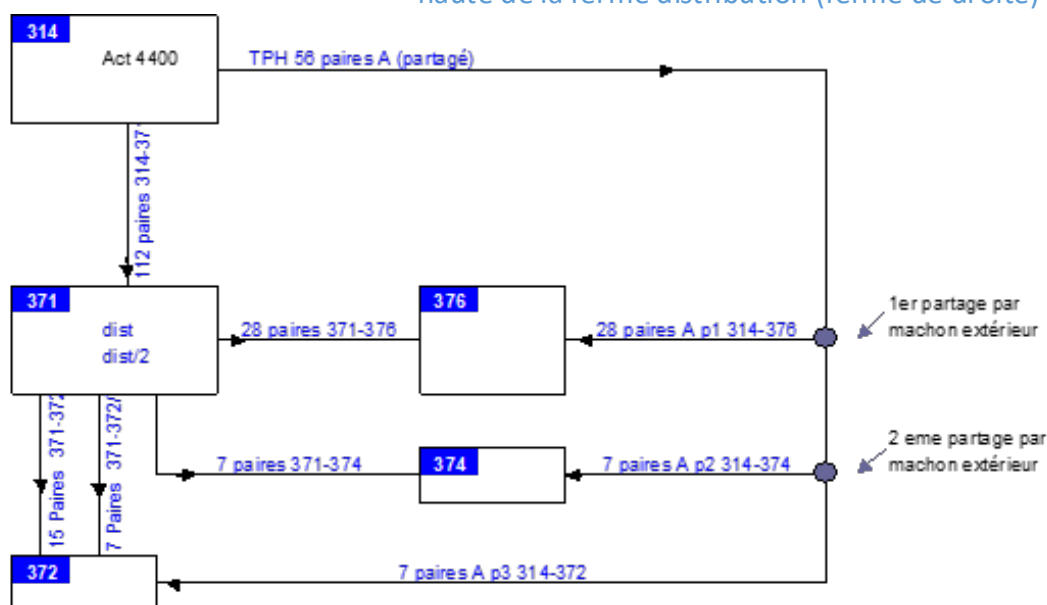 haute de la ferme distribution (ferme de droite)
314
Act 4400
TPH 56 paires A (partagé)
112 paires 314-371
371
dist
dist/2
28 paires 371-376
376
28 paires A p1 314-376
1er partage par
machon extérieur
15 Paires 371-372
7 Paires 371-372/
7 paires 371-374
374
7 paires A p2 314-374
2 eme partage par
machon extérieur
372
7 paires A p3 314-372